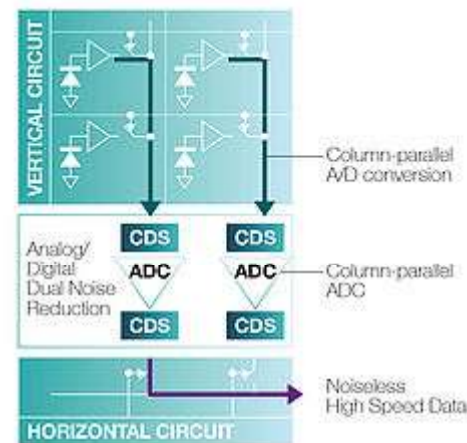 VERTICAL CIRCUIT
Column-parallel
A/D conversion
Analog/
Digital
Dual Noise
Reduction
CDS
CDS
ADC
ADC
CDS
CDS
Column-parallel
ADC
Noiseless
High Speed Data
HORIZONTAL CIRCUIT